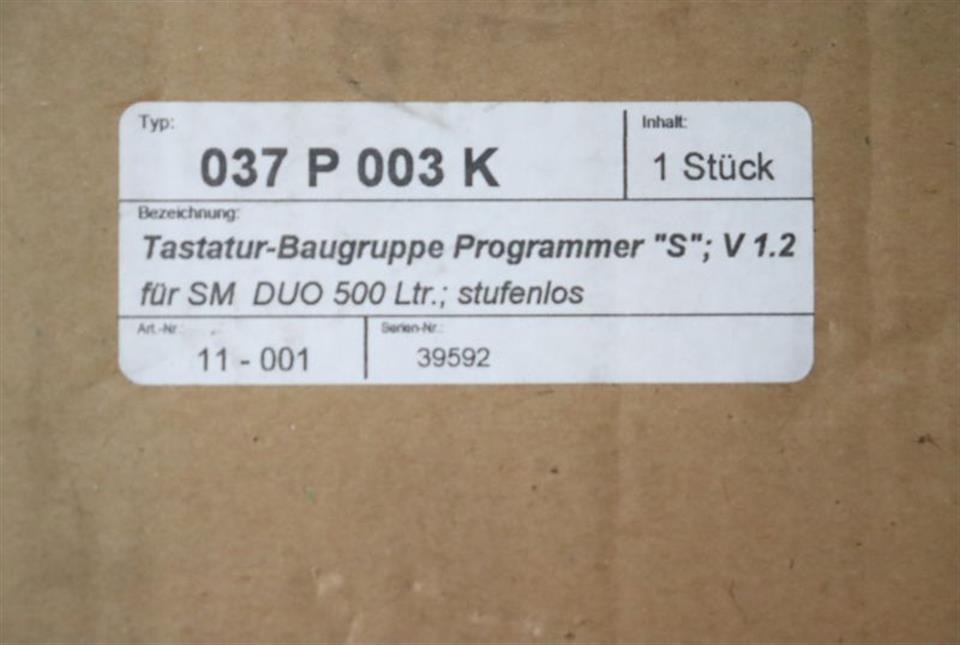 Typ:
Inhalt:
037 P 003 K
1 Stück
Bezeichnung:
Tastatur-Baugruppe Programmer "S"; V 1.2
für SM DUO 500 Ltr.; stufenlos
Art.-Nr.:
Serien-Nr.:
11 - 001
39592